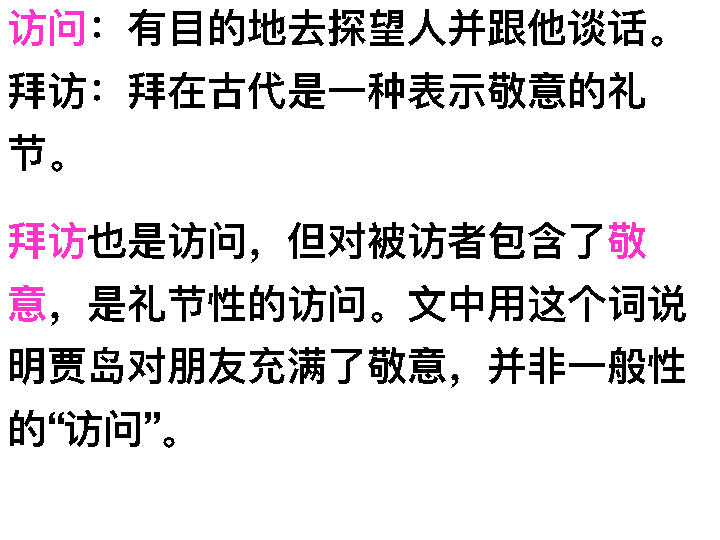 访问：有目的地去探望人并跟他谈话。
拜访：拜在古代是一种表示敬意的礼
节。
拜访也是访问，但对被访者包含了敬
意，是礼节性的访问。文中用这个词说
明贾岛对朋友充满了敬意，并非一般性
的“访问”。